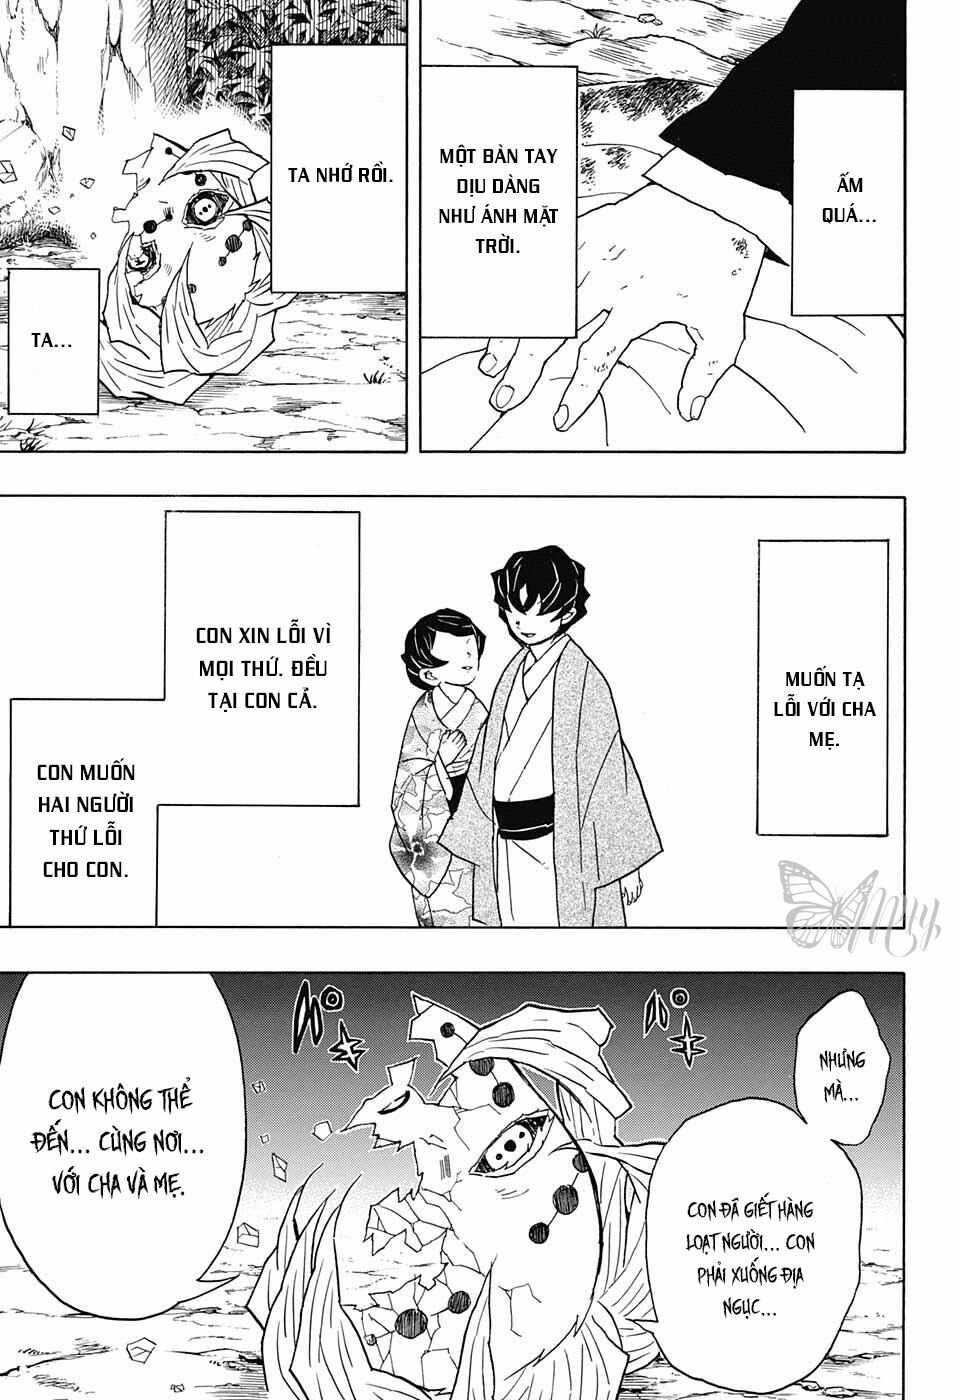 ẤM
QUÁ...
MỘT BÀN TAY
DỊU DÀNG
NHƯ ÁNH MẶT
TRỜI.
TA NHỚ RỒI.
TA...
MUỐN TẠ
LỖI VỚI CHA
MẸ.
CON XIN LỖI VÌ
MỌI THỨ. ĐỀU
TẠI CON CẢ.
CON MUỐN
HAI NGƯỜI
THỨ LỖI
CHO CON.
NHƯNG
MÀ...
CON ĐÃ GIẾT HÀNG
LOẠT NGƯỜI... CON
PHẢI XUỐNG ĐỊA
NGỤC...
CON KHÔNG THỂ
ĐẾN... CÙNG NƠI...
VỚI CHA VÀ MẸ.